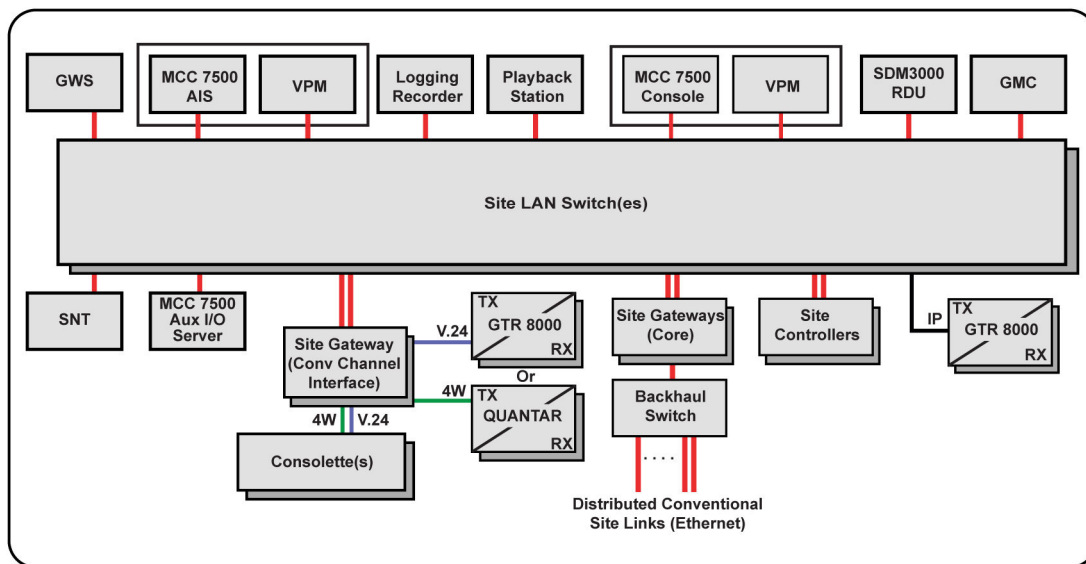 GWS
MCC 7500
AIS
VPM
Logging
Recorder
Playback
Station
MCC 7500
Console
VPM
SDM3000
RDU
GMC
Site LAN Switch(es)
SNT
MCC 7500
Aux I/O
Server
Site Gateway
(Conv Channel
Interface)
V.24
TX
GTR 8000
RX
Or
4W
TX
QUANTAR
RX
4W
V.24
Consolette(s)
Site Gateways
(Core)
Backhaul
Switch
. . . .
Distributed Conventional
Site Links (Ethernet)
Site
Controllers
IP
TX
GTR 8000
RX